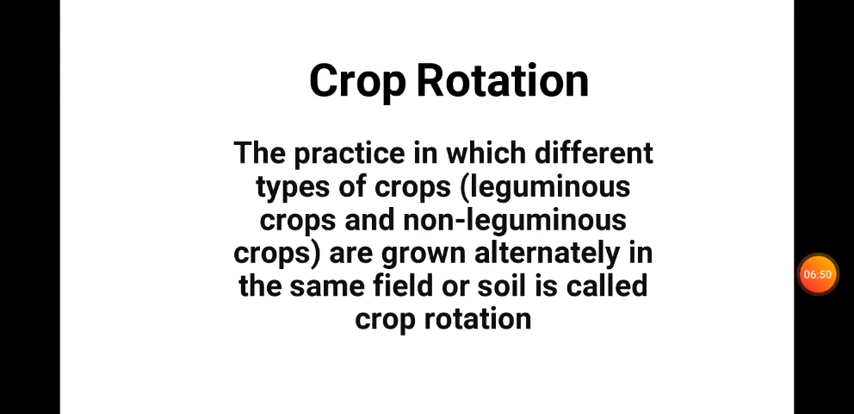 Crop Rotation
The practice in which different
types of crops (leguminous
crops and non-leguminous
crops) are grown alternately in
the same field or soil is called
crop rotation
06:50